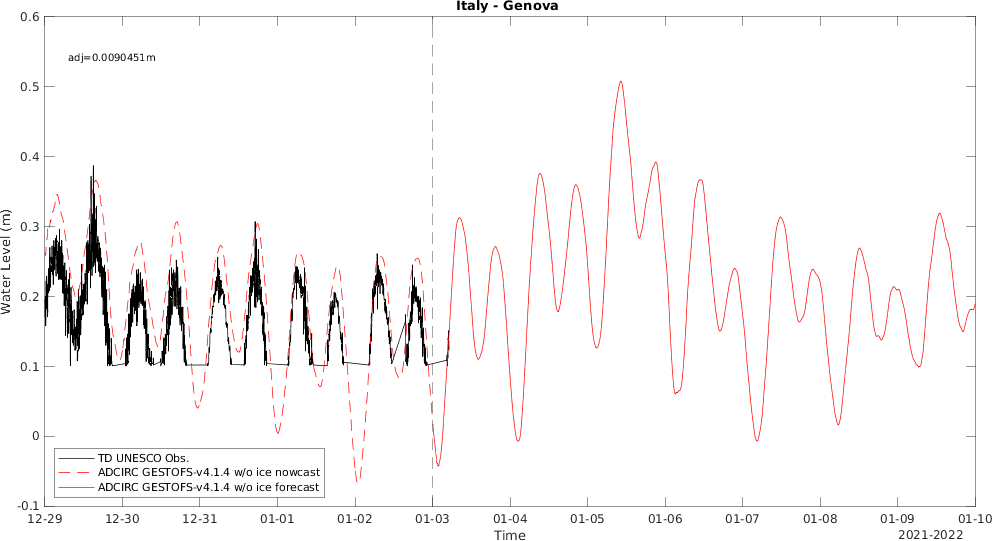 Italy - Genova
0.6
adj=0.0090451m
0.5
0.4
0.3
Water Level (m)
0.2
0.1
0
TD UNESCO Obs.
ADCIRC GESTOFS-v4.1.4 w/o ice nowcast
ADCIRC GESTOFS-v4.1.4 w/o ice forecast
-0.1
12-29 12-30 12-31 01-01 01-02 01-03 01-04 01-05 01-06 01-07 01-08 01-09 01-10
Time
2021-2022